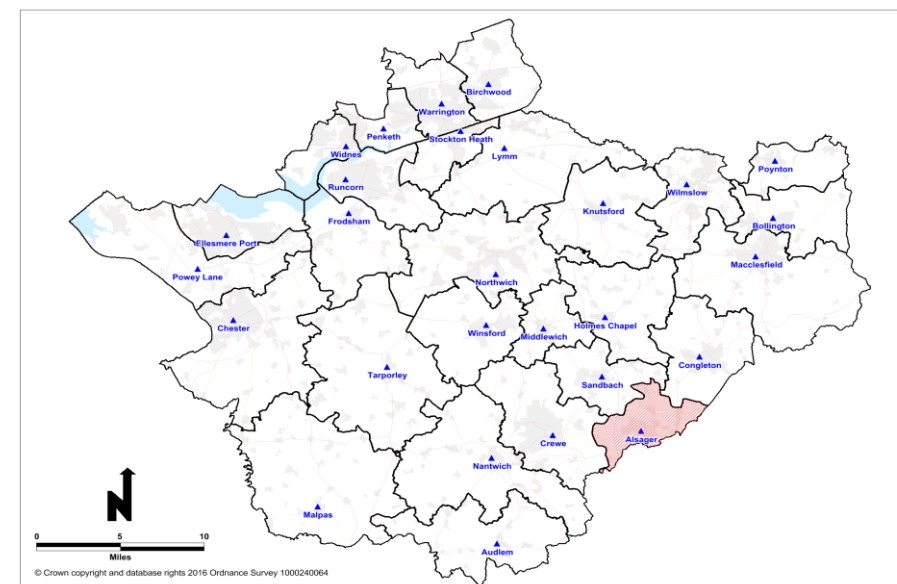 Birchwood
Warrington
Penketh
Stockton Heath
Widnes
Lymm
Poynton
Runcorn
Wilmslow
Knutsford
Frodsham
Bollington
Ellesmere Port
Macclesfield
Powey Lane
Northwich
Chester
Holmes Chapel
Winsford
Middlewich
Congleton
Tarporley
Sandbach
Alsager
Crewe
Nantwich
Malpas
Audlem
N
0 5 10
Miles
© Crown copyright and database rights 2016 Ordnance Survey 1000240064